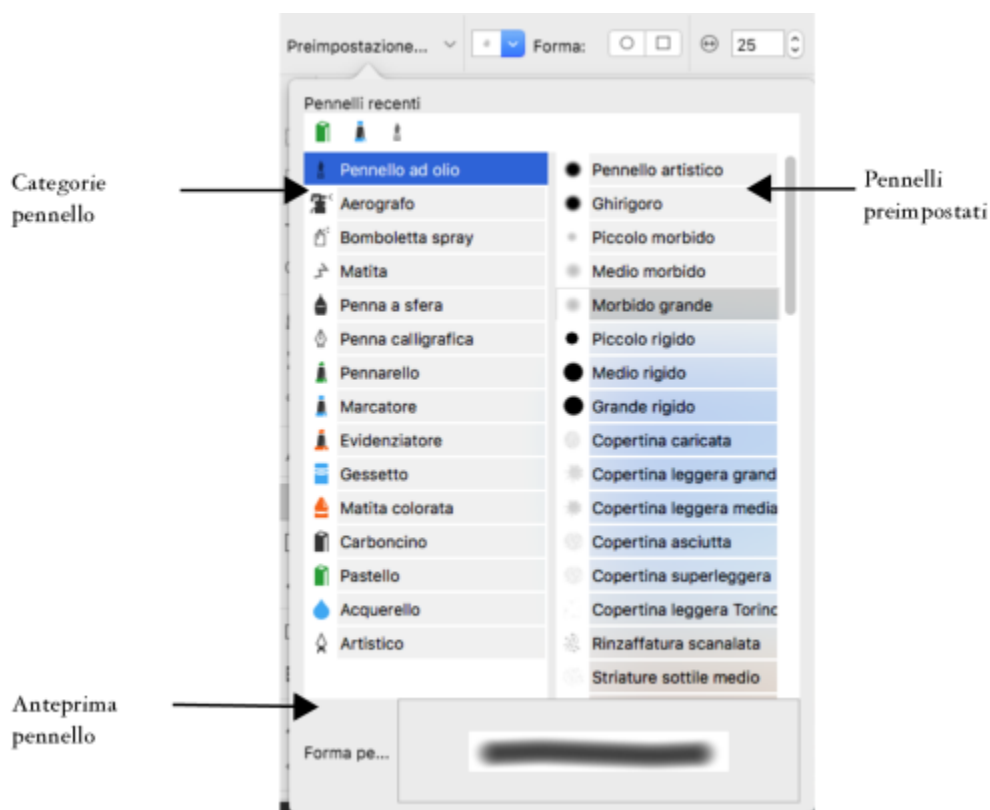 Preimpostazione...
Forma:
25
Pennelli recenti
Categorie
pennello
Pennello ad olio
Aerografo
Bomboletta spray
Matita
Penna a sfera
Penna calligrafica
Pennarello
Marcatore
Evidenziatore
Gessetto
Matita colorata
Carboncino
Pastello
Acquerello
Artistico
Pennello artistico
Ghirigoro
Piccolo morbido
Medio morbido
Morbido grande
Piccolo rigido
Medio rigido
Grande rigido
Copertina caricata
Copertina leggera grand
Copertina leggera media
Copertina asciutta
Copertina superleggera
Copertina leggera Torino
Rinzaffatura scanalata
Striature sottile medio
Pennelli
preimpostati
Anteprima
pennello
Forma pe...